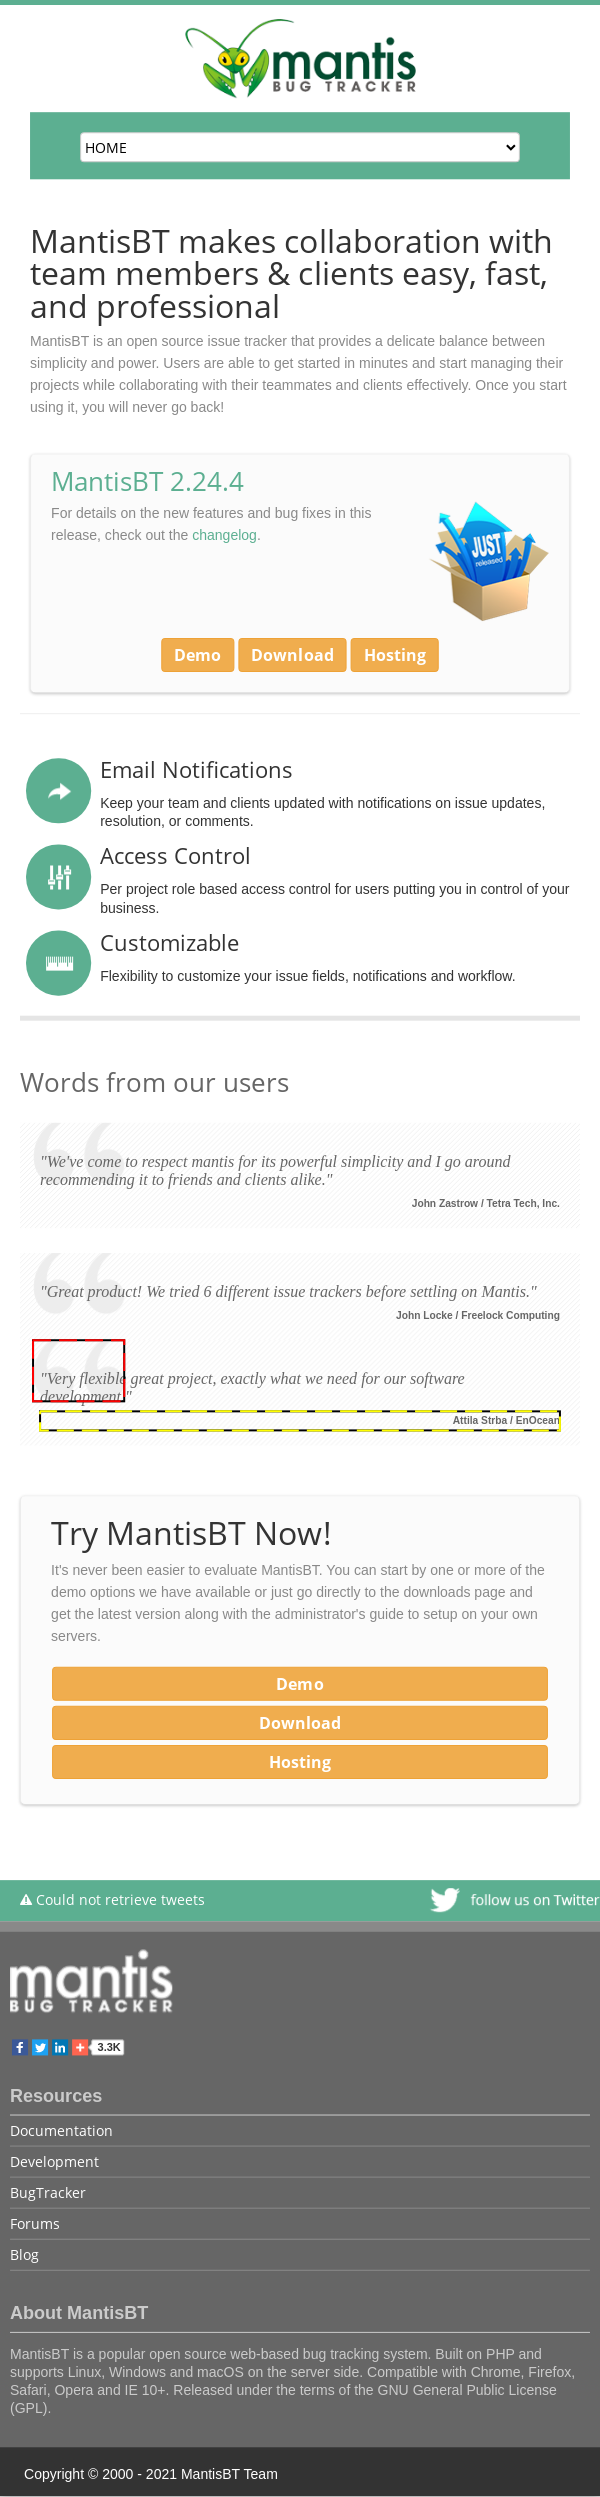 mantis
BUG TRACKER
HOME
MantisBT makes collaboration with
team members & clients easy, fast,
and professional
MantisBT is an open source issue tracker that provides a delicate balance between
simplicity and power. Users are able to get started in minutes and start managing their
projects while collaborating with their teammates and clients effectively. Once you start
using it, you will never go back!
MantisBT 2.24.4
For details on the new features and bug fixes in this
release, check out the changelog.
JUST
released
Demo Download Hosting
Email Notifications
Keep your team and clients updated with notifications on issue updates,
resolution, or comments.
Access Control
Per project role based access control for users putting you in control of your
business.
Customizable
Flexibility to customize your issue fields, notifications and workflow.
Words from our users
"We've come to respect mantis for its powerful simplicity and I go around
recommending it to friends and clients alike."
John Zastrow / Tetra Tech, Inc.
"Great product! We tried 6 different issue trackers before settling on Mantis."
John Locke / Freelock Computing
"Very flexible great project, exactly what we need for our software
development."
Attila Strba / EnOcean
Try MantisBT Now!
It's never been easier to evaluate MantisBT. You can start by one or more of the
demo options we have available or just go directly to the downloads page and
get the latest version along with the administrator's guide to setup on your own
servers.
Demo
Download
Hosting
Could not retrieve tweets follow us on Twitter
mantis
BUG TRACKER
3.3K
Resources
Documentation
Development
BugTracker
Forums
Blog
About MantisBT
MantisBT is a popular open source web-based bug tracking system. Built on PHP and
supports Linux, Windows and macOS on the server side. Compatible with Chrome, Firefox,
Safari, Opera and IE 10+. Released under the terms of the GNU General Public License
(GPL).
Copyright © 2000 - 2021 MantisBT Team